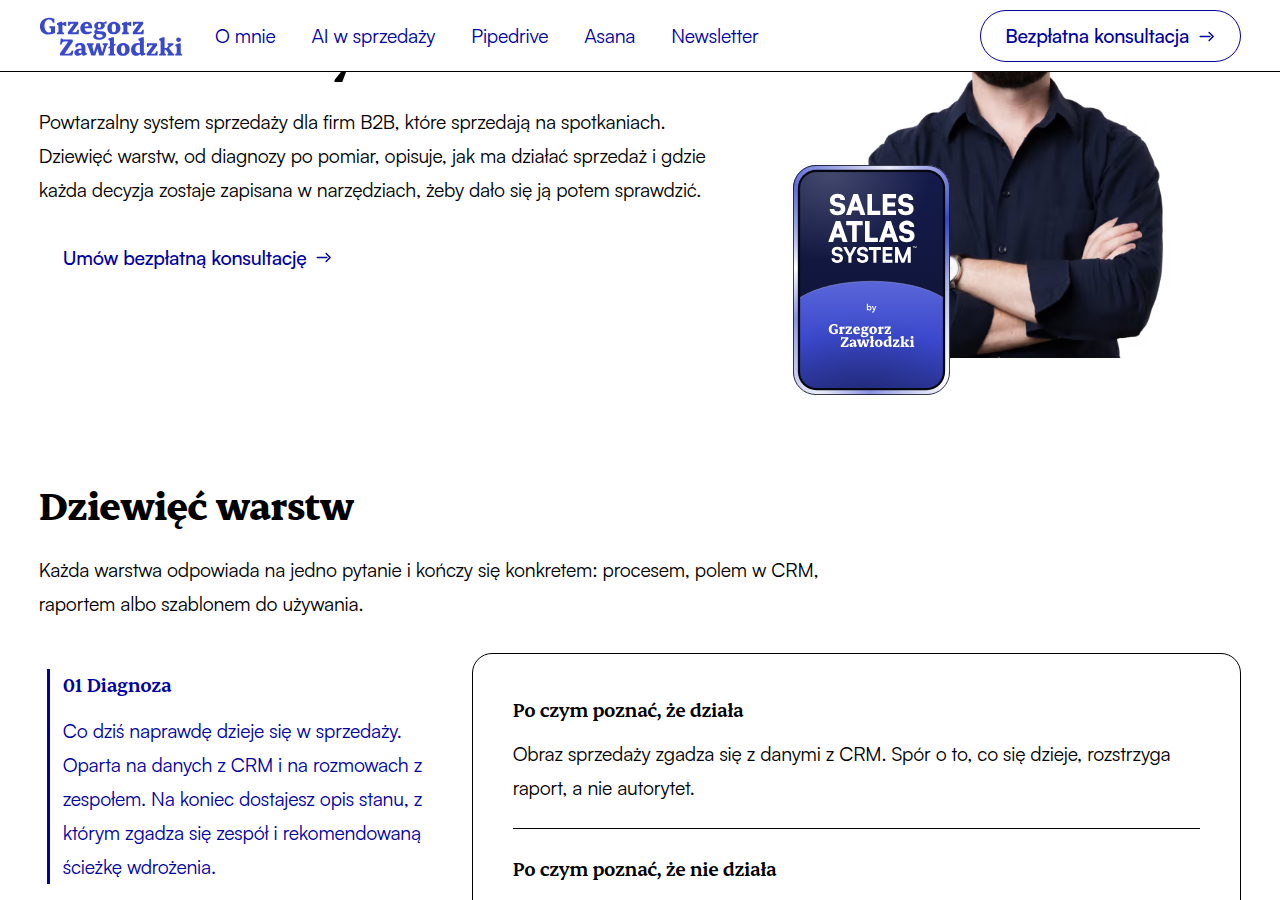 Grzegorz
Zawłodzki
O mnie
AI w sprzedaży
Pipedrive
Asana
Newsletter
Bezpłatna konsultacja →
Powtarzalny system sprzedaży dla firm B2B, które sprzedają na spotkaniach.
Dziewięć warstw, od diagnozy po pomiar, opisuje, jak ma działać sprzedaż i gdzie
każda decyzja zostaje zapisana w narzędziach, żeby dało się ją potem sprawdzić.
Umów bezpłatną konsultację →
SALES
ATLAS
SYSTEM™
by
Grzegorz
Zawłodzki
Dziewięć warstw
Każda warstwa odpowiada na jedno pytanie i kończy się konkretem: procesem, polem w CRM,
raportem albo szablonem do używania.
01 Diagnoza
Co dziś naprawdę dzieje się w sprzedaży.
Oparta na danych z CRM i na rozmowach z
zespołem. Na koniec dostajesz opis stanu, z
którym zgadza się zespół i rekomendowaną
ścieżkę wdrożenia.
Po czym poznać, że działa
Obraz sprzedaży zgadza się z danymi z CRM. Spór o to, co się dzieje, rozstrzyga
raport, a nie autorytet.
Po czym poznać, że nie działa